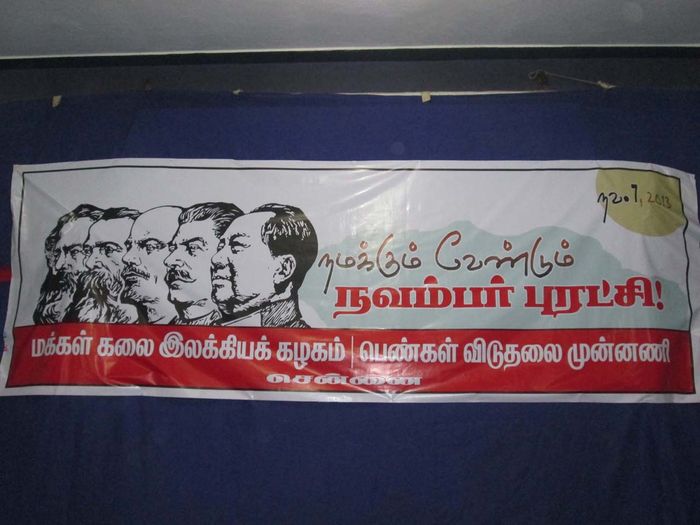 நவ.7, 2013
நமக்கும் வேண்டும்
நவம்பர் புரட்சி!
மக்கள் கலை இலக்கியக் கழகம் | பெண்கள் விடுதலை முன்னணி
சென்னை